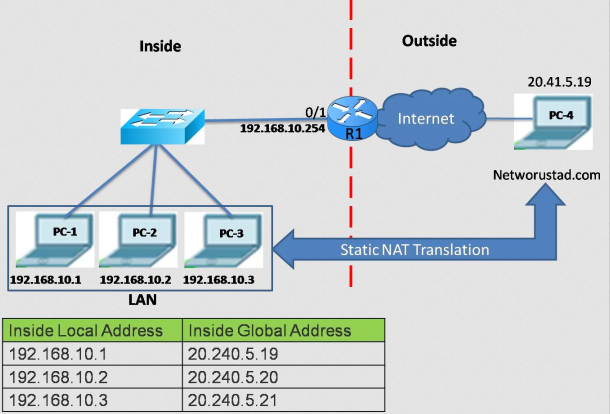 Inside
Outside
20.41.5.19
0/1
192.168.10.254
R1
Internet
PC-4
Networustad.com
PC-1
PC-2
PC-3
192.168.10.1
192.168.10.2
192.168.10.3
LAN
Static NAT Translation
Inside Local Address
Inside Global Address
192.168.10.1
20.240.5.19
192.168.10.2
20.240.5.20
192.168.10.3
20.240.5.21